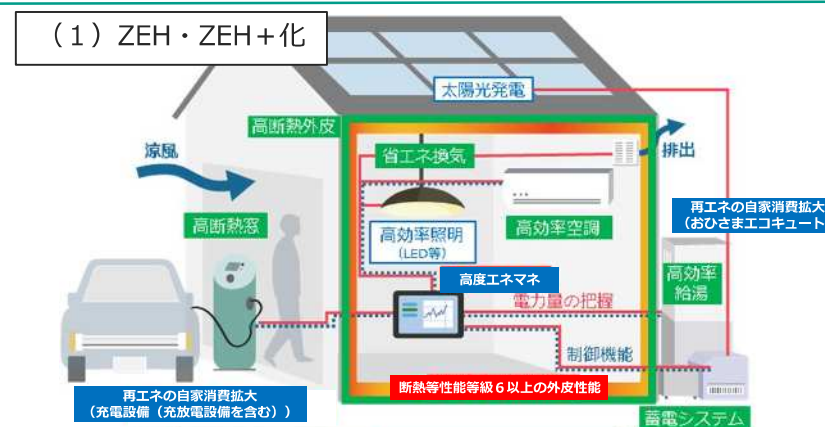 （1）ZEH・ZEH＋化
太陽光発電
高断熱外皮
涼風
省エネ換気
排出
再エネの自家消費拡大
（おひさまエコキュート
高断熱窓
高効率照明
（LED等）
高効率空調
高度エネマネ
高効率
給湯
電力量の把握
制御機能
断熱等性能等級６以上の外皮性能
再エネの自家消費拡大
（充電設備（充放電設備を含む））
蓄電システム